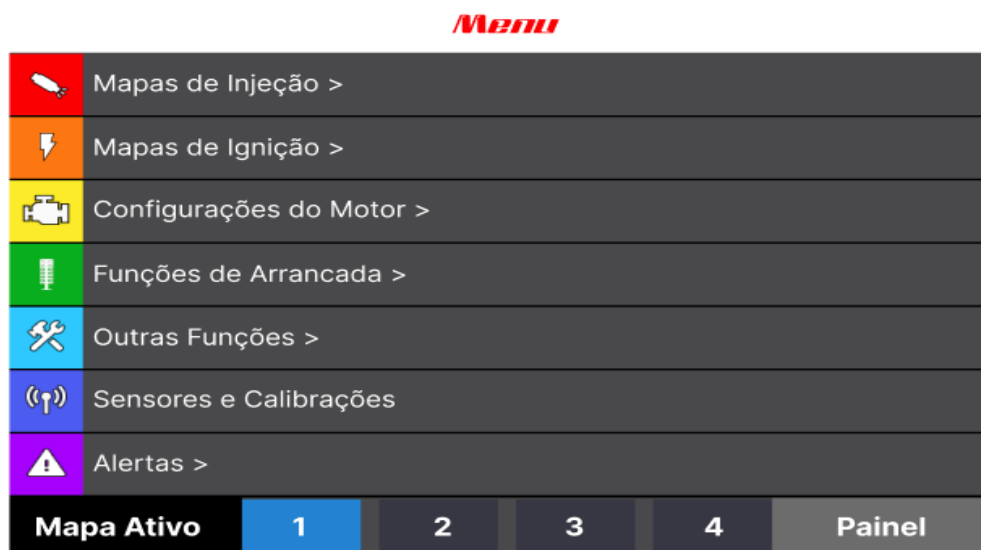 Menu
Mapas de Injeção >
Mapas de Ignição >
Configurações do Motor >
Funções de Arrancada >
Outras Funções >
Sensores e Calibrações
Alertas >
Mapa Ativo 1 2 3 4 Painel